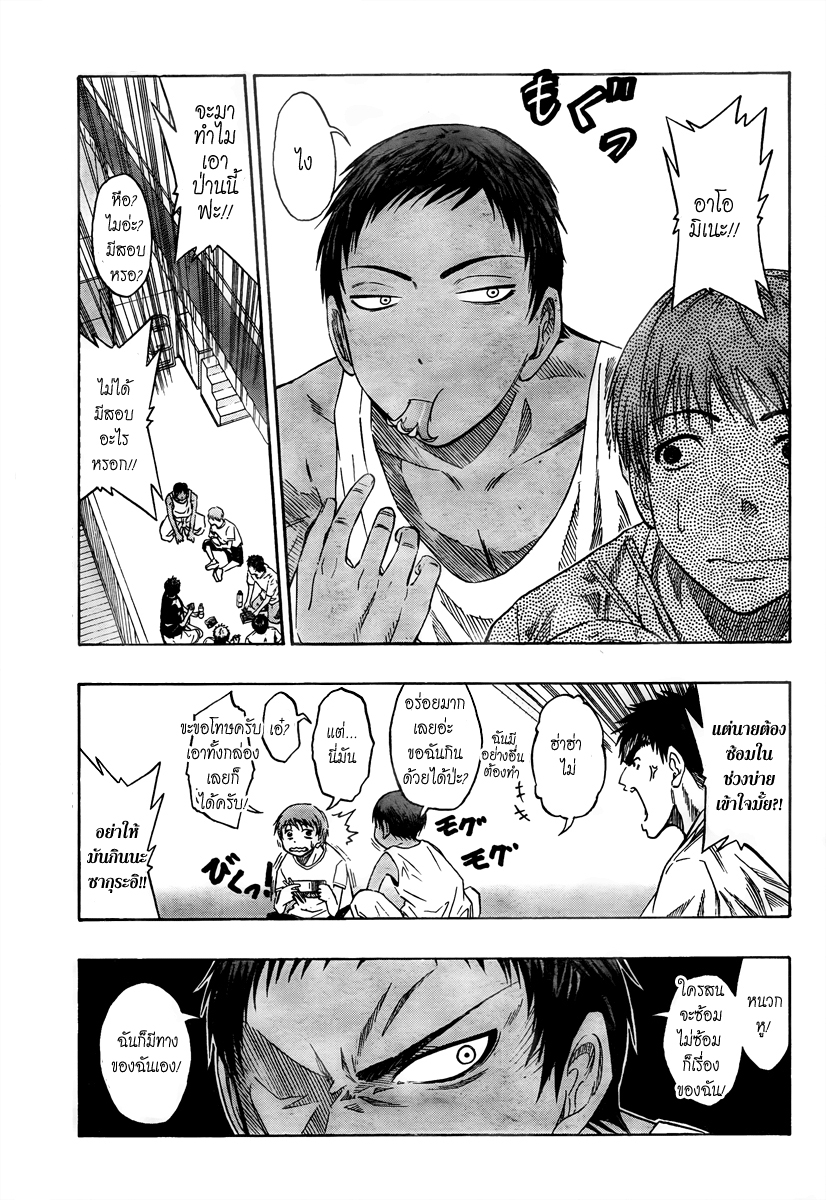 もぐっ
อาโอ
มิเนะ!!
ไง
จะมา
ทำไม
เอา
ป่านนี้
ฟะ!!
หือ?
ไมอ่ะ?
มีสอบ
หรอ?
ไม่ได้
มีสอบ
อะไร
หรอก!!
แต่นายต้อง
ซ้อมใน
ช่วงบ่าย
เข้าใจมั้ย?!
ฮ่าฮ่า
ไม่
ฉันมี
อย่างอื่น
ต้องทำ
อร่อยมาก
เลยอ่ะ
ขอฉันกิน
ด้วยได้ป่ะ?
แต่...
นี่มัน
เอ๋?
ขะขอโทษครับ
เอาทั้งกล่อง
เลยก็
ได้ครับ!
モグ
モグ
びくっ!
อย่าให้
มันกินนะ
ซากุระอิ!!
หนวก
หู!
ใครสน
จะซ้อม
ไม่ซ้อม
ก็เรื่อง
ของฉัน!
ฉันก็มีทาง
ของฉันเอง!